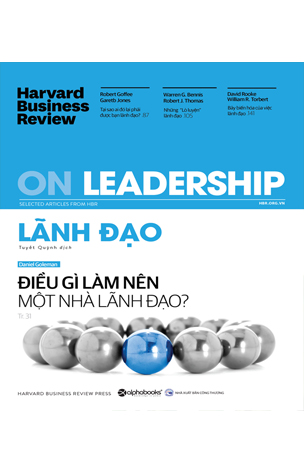 Harvard
Business
Review
Robert Goffee
Gareth Jones
Tại sao ai đó lại phải
được bạn lãnh đạo? 87
Warren G. Bennis
Robert J. Thomas
Những "Lò luyện"
lãnh đạo 105
David Rooke
William R. Torbert
Bảy biến hóa của việc
lãnh đạo 145
ON LEADERSHIP
SELECTED ARTICLES FROM HBR
HBR.EDU.VN
LÃNH ĐẠO
Tuyết Quỳnh dịch
Daniel Goleman
ĐIỀU GÌ LÀM NÊN
MỘT NHÀ LÃNH ĐẠO?
Tr. 31
HARVARD BUSINESS REVIEW PRESS
alphabooks
NHÀ XUẤT BẢN CÔNG THƯƠNG